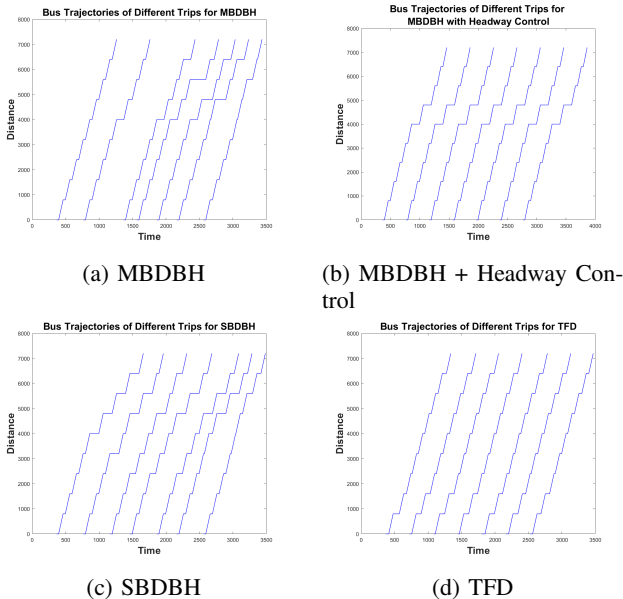 Bus Trajectories of Different Trips for MBDBH
8000
7000
6000
5000
4000
3000
2000
1000
0
Distance
0 500 1000 1500 2000 2500 3000 3500
Time
(a) MBDBH
Bus Trajectories of Different Trips for
MBDBH with Headway Control
8000
7000
6000
5000
4000
3000
2000
1000
0
Distance
0 500 1000 1500 2000 2500 3000 3500 4000
Time
(b) MBDBH + Headway Con-
trol
Bus Trajectories of Different Trips for SBDBH
8000
7000
6000
5000
4000
3000
2000
1000
0
Distance
0 500 1000 1500 2000 2500 3000 3500
Time
(c) SBDBH
Bus Trajectories of Different Trips for TFD
8000
7000
6000
5000
4000
3000
2000
1000
0
Distance
0 500 1000 1500 2000 2500 3000 3500
Time
(d) TFD